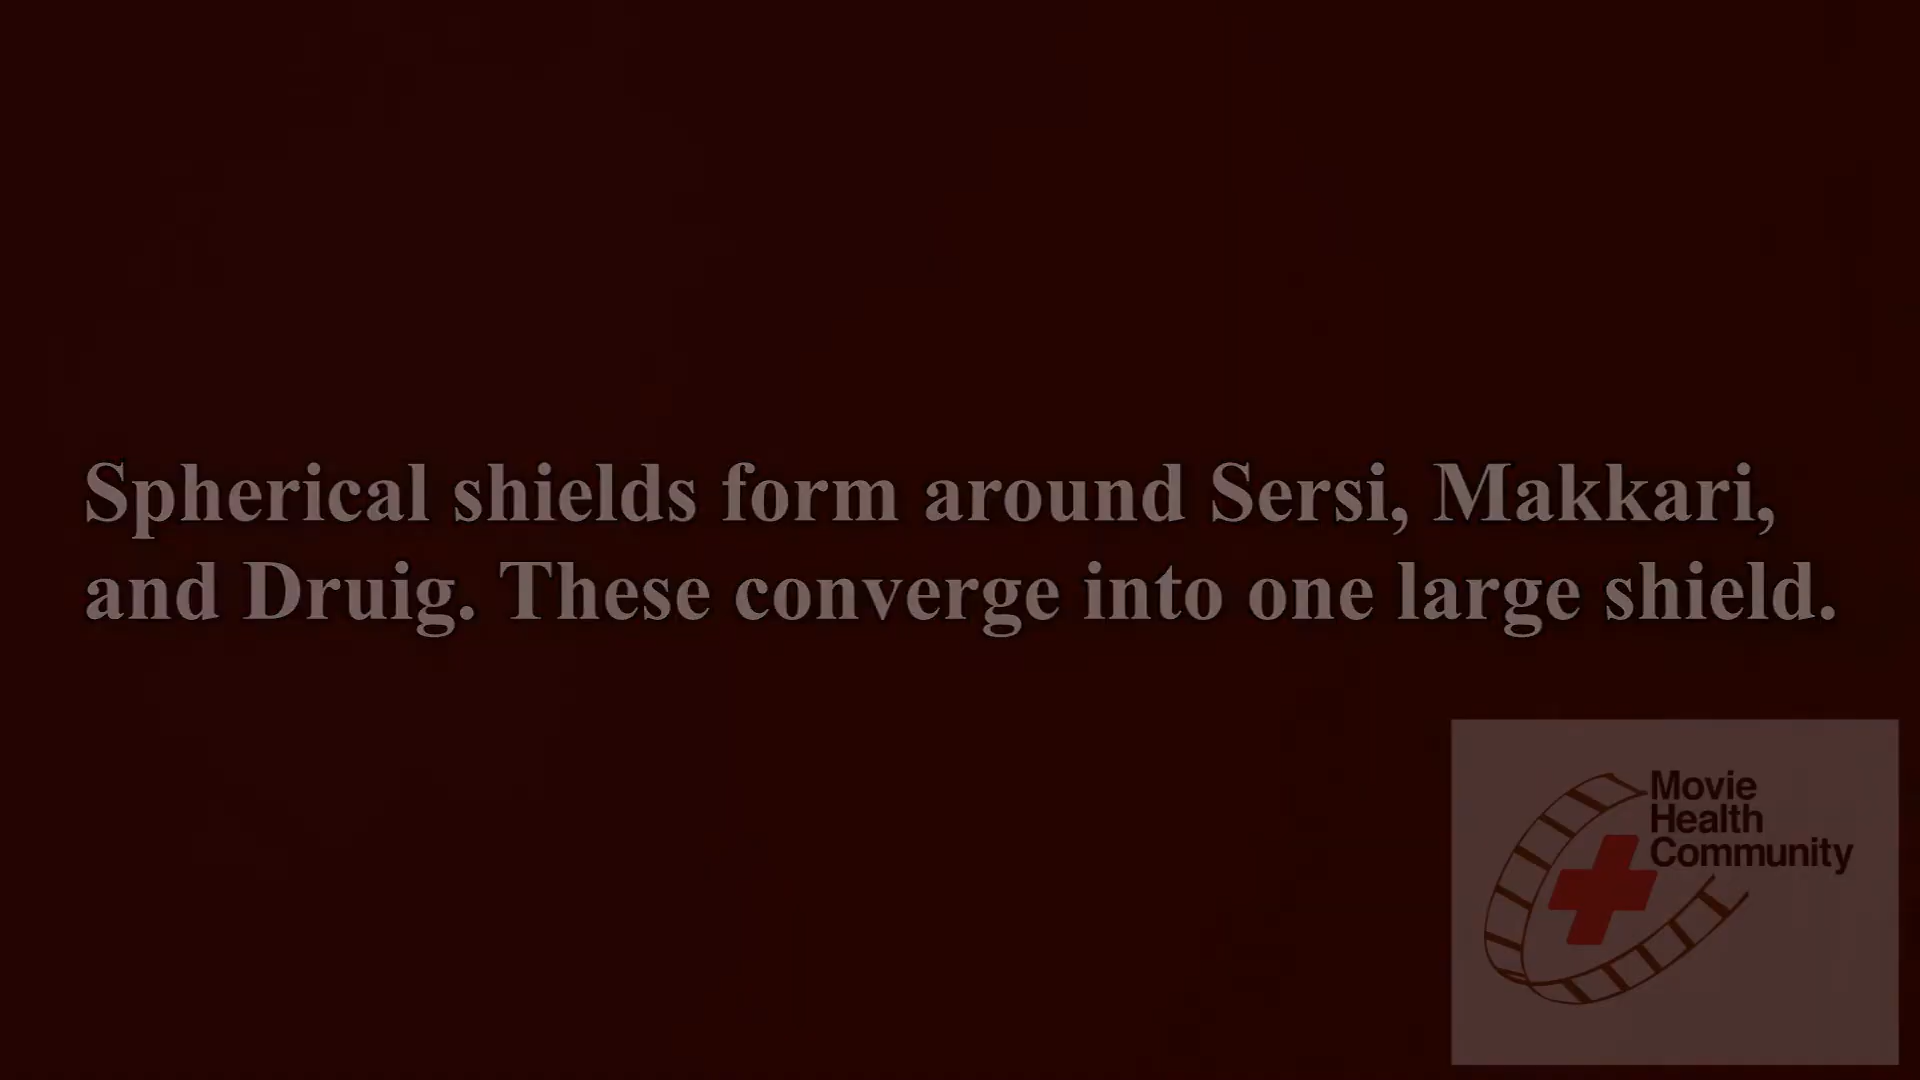 Spherical shields form around Sersi, Makkari,
and Druig. These converge into one large shield.
Movie
Health
Community